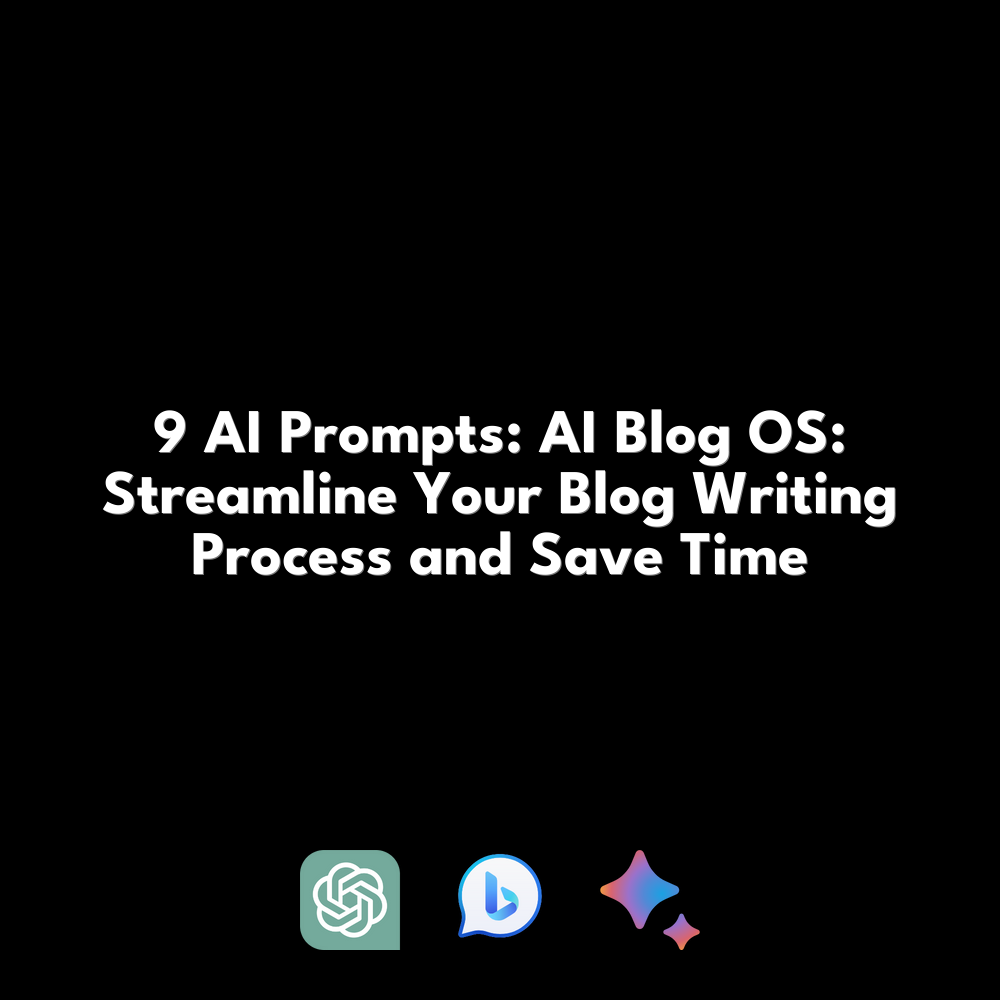 9 AI Prompts: AI Blog OS:
Streamline Your Blog Writing
Process and Save Time